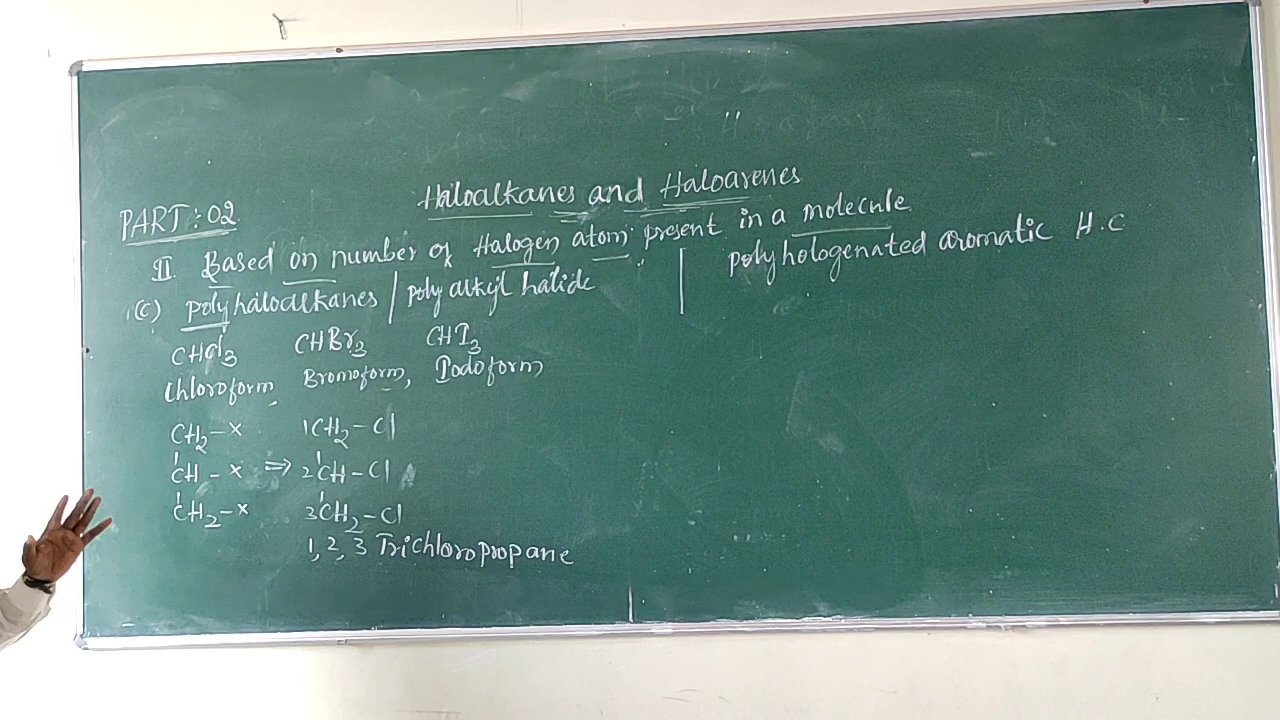 Haloalkanes and Haloarenes
PART:02
II. Based on number of Halogen atom present in a molecule
(C) polyhaloalkanes / poly alkyl halide
CHCl3 CHBr3 CHI3
Chloroform, Bromoform, Iodoform
CH2-x 1CH2-Cl
CH-x => 2CH-Cl
CH2-x 3CH2-Cl
1,2,3 Trichloropropane
polyhologenated aromatic H.C